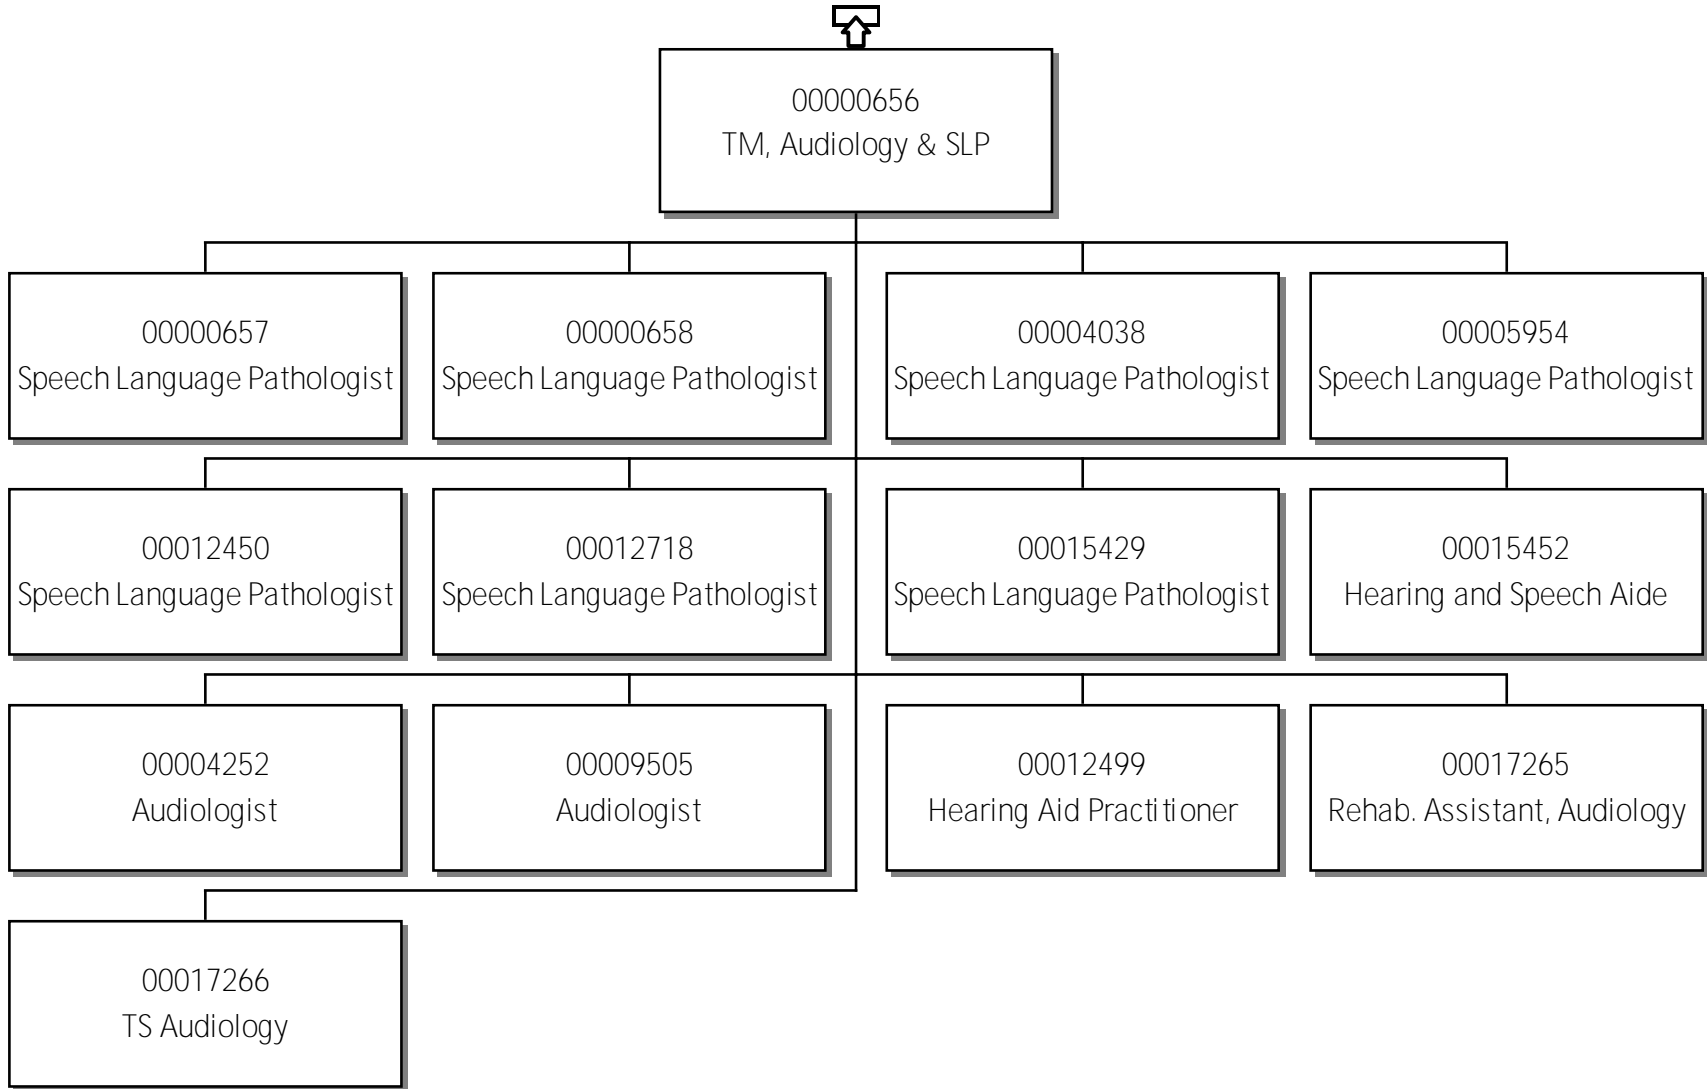 00000656
TM, Audiology & SLP
00000657
Speech Language Pathologist
00000658
Speech Language Pathologist
00004038
Speech Language Pathologist
00005954
Speech Language Pathologist
00012450
Speech Language Pathologist
00012718
Speech Language Pathologist
00015429
Speech Language Pathologist
00015452
Hearing and Speech Aide
00004252
Audiologist
00009505
Audiologist
00012499
Hearing Aid Practitioner
00017265
Rehab. Assistant, Audiology
00017266
TS Audiology